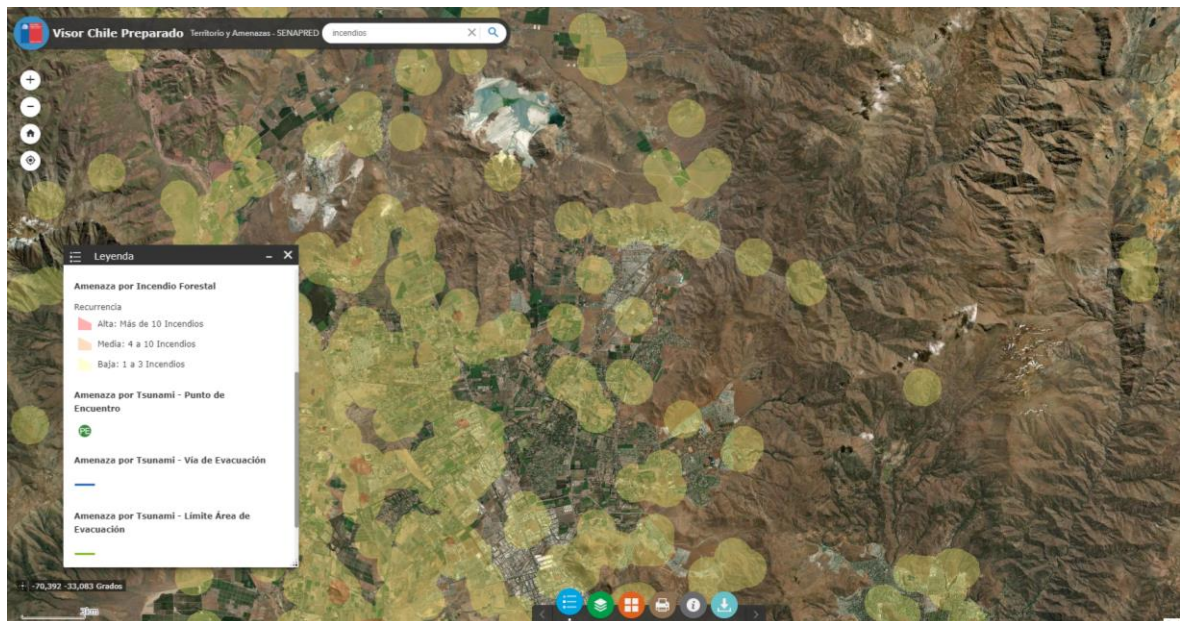 Visor Chile Preparado Territorio y Amenazas - SENAPRED incendios
Leyenda
Amenaza por Incendio Forestal
Recurrencia
Alta: Más de 10 Incendios
Media: 4 a 10 Incendios
Baja: 1 a 3 Incendios
Amenaza por Tsunami - Punto de
Encuentro
PE
Amenaza por Tsunami - Vía de Evacuación
Amenaza por Tsunami - Límite Área de
Evacuación
-70,392 -33,083 Grados